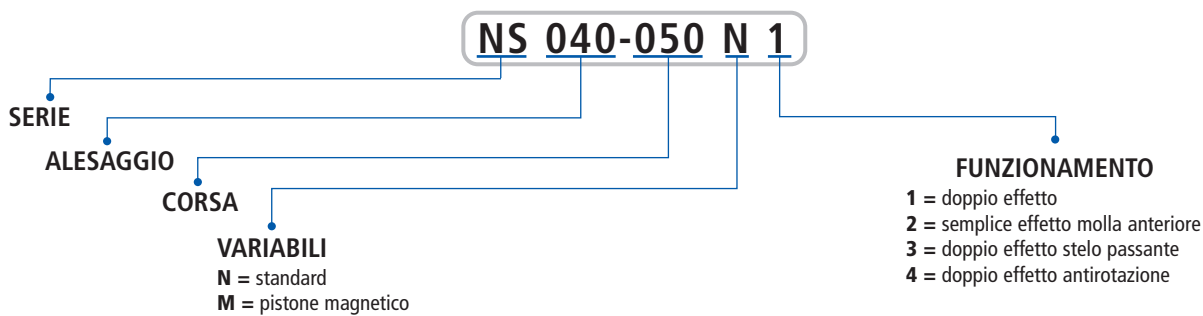 NS 040-050 N 1
SERIE
ALESAGGIO
CORSA
VARIABILI
N = standard
M = pistone magnetico
FUNZIONAMENTO
1 = doppio effetto
2 = semplice effetto molla anteriore
3 = doppio effetto stelo passante
4 = doppio effetto antirotazione